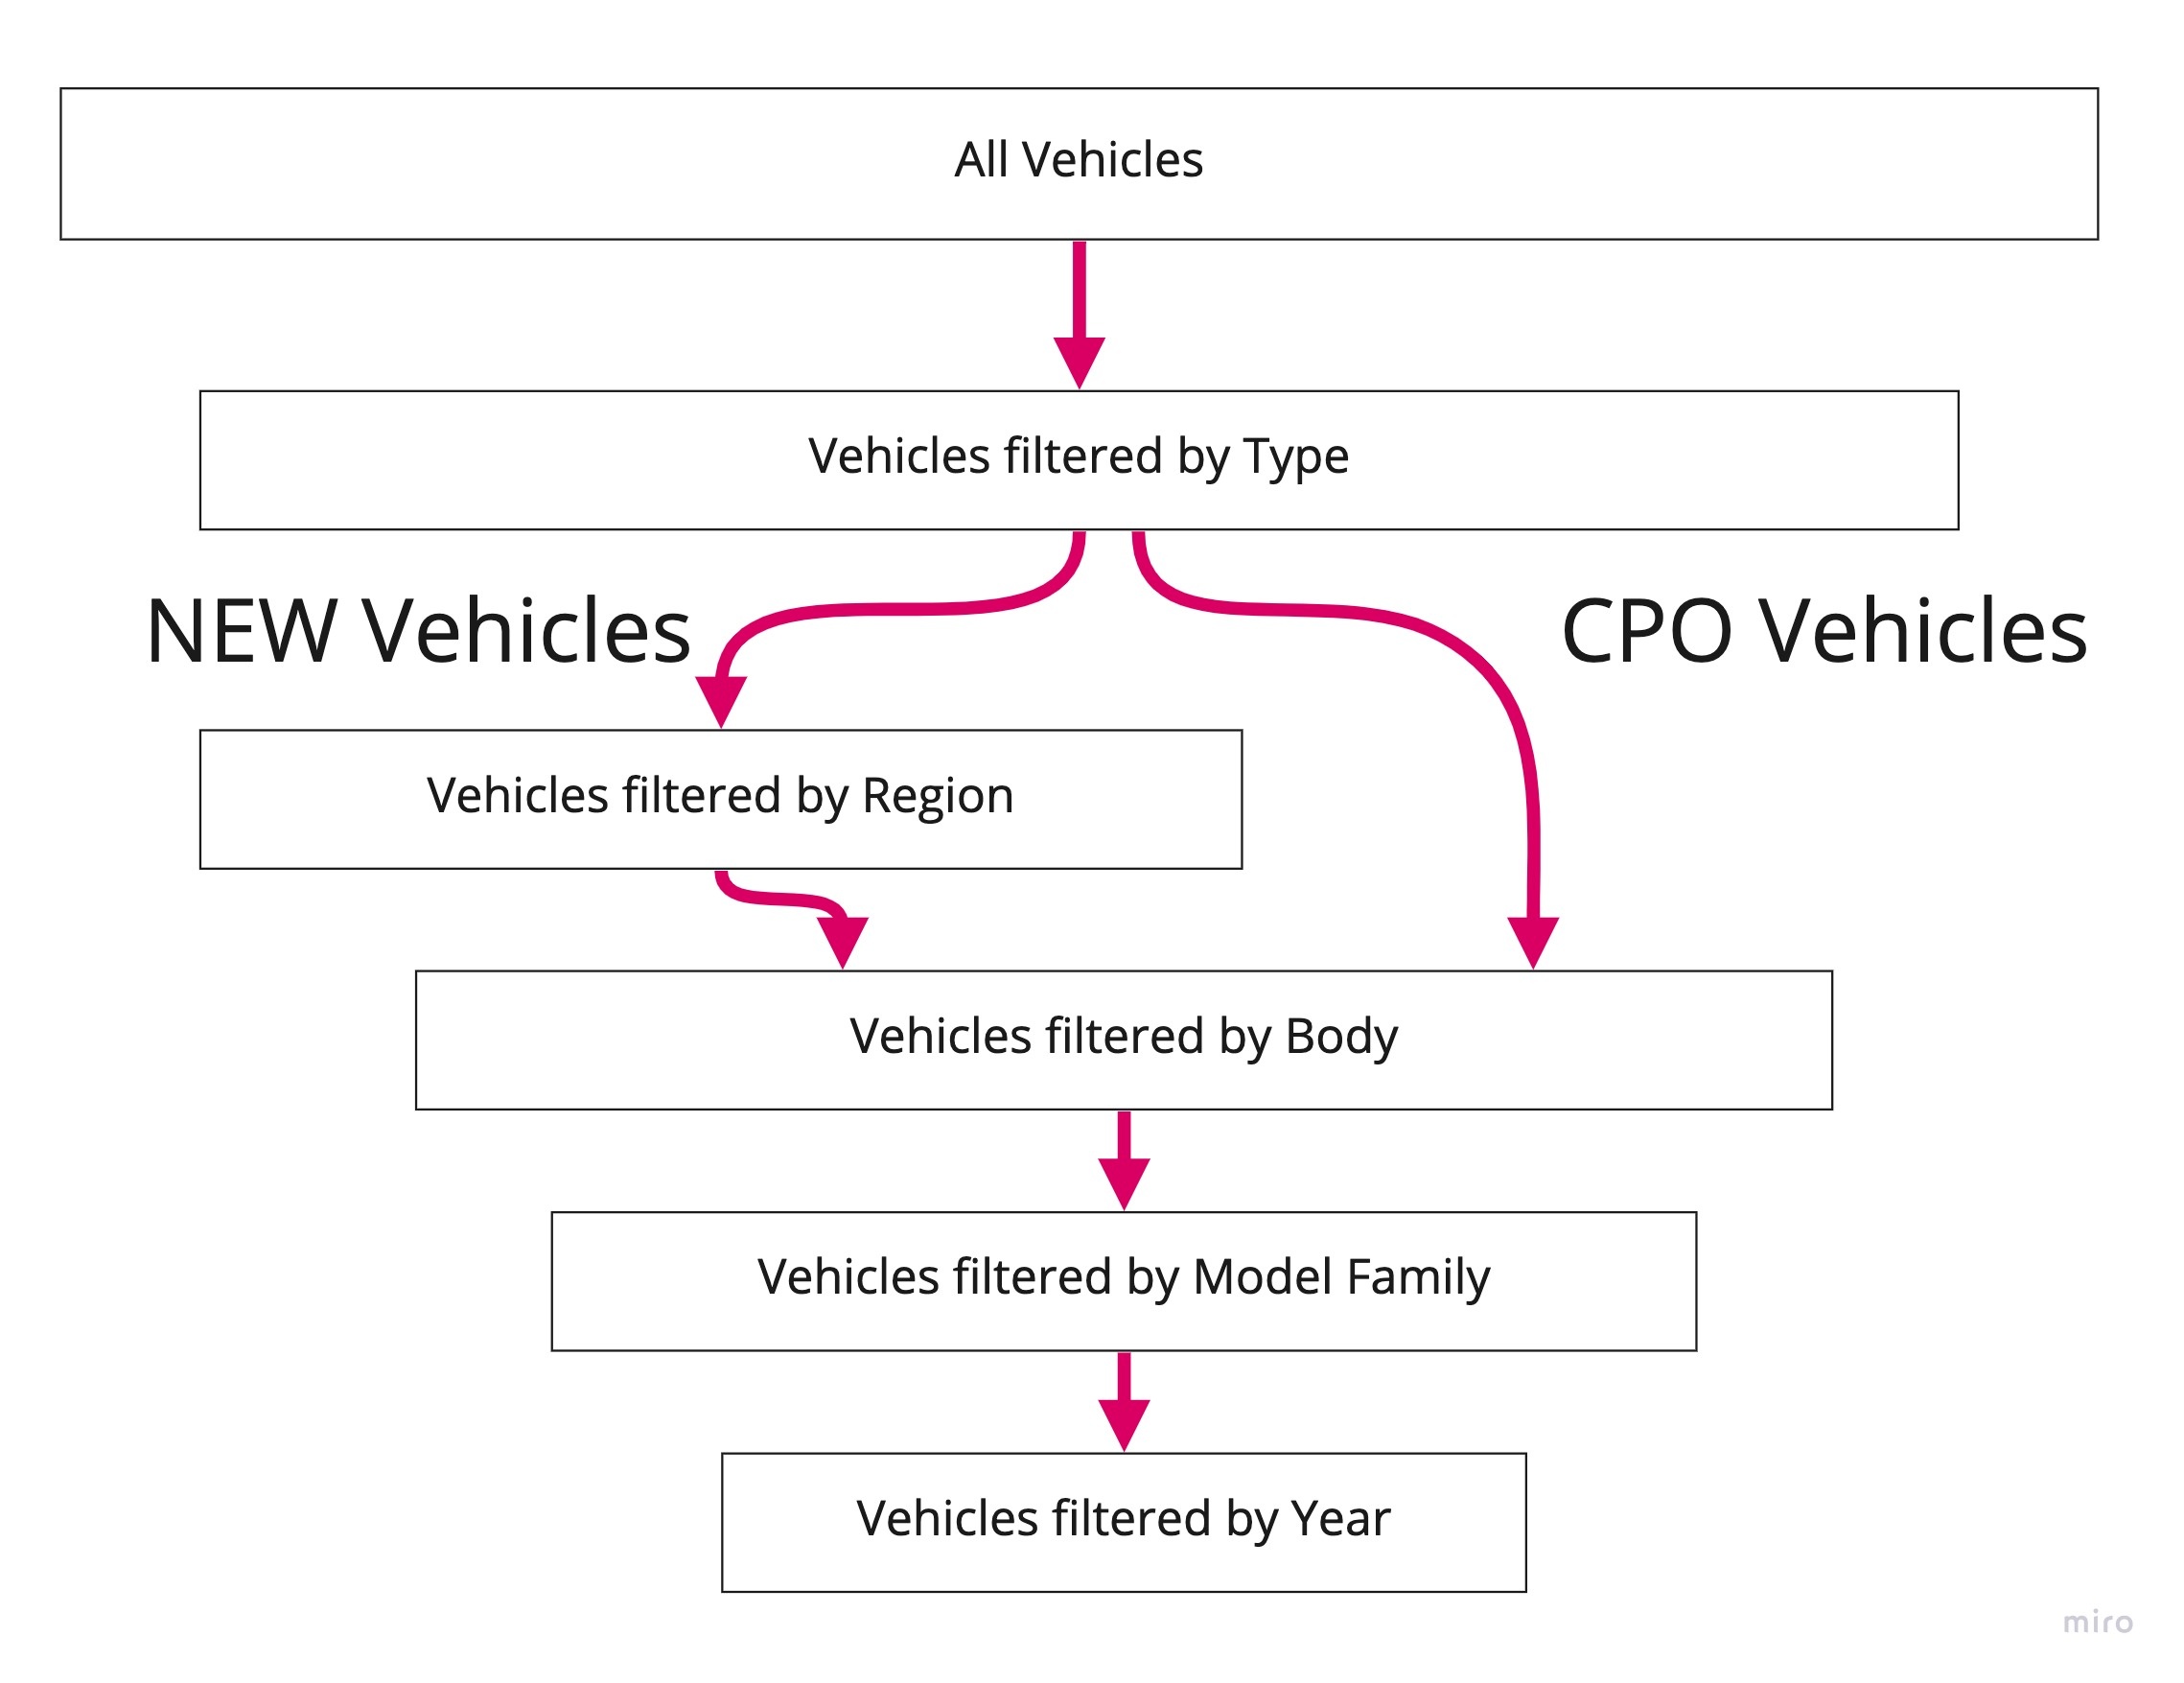 All Vehicles
Vehicles filtered by Type
NEW Vehicles
CPO Vehicles
Vehicles filtered by Region
Vehicles filtered by Body
Vehicles filtered by Model Family
Vehicles filtered by Year
miro